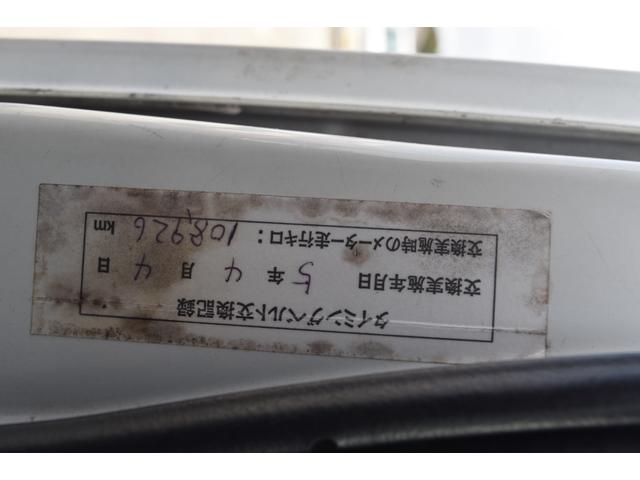 タイミングベルト交換記録
交換実施年月日 5年 4月 4日
交換実施時のメーター走行キロ：108,926 km